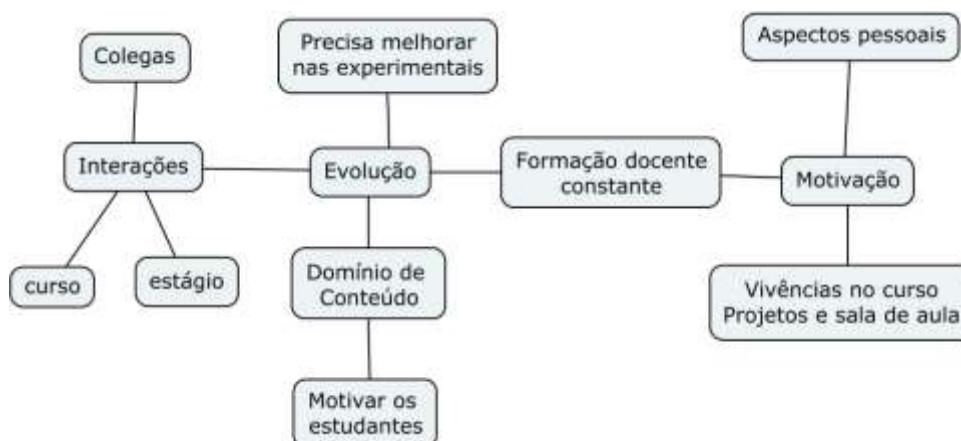 Colegas
Precisa melhorar
nas experimentais
Aspectos pessoais
Interações
Evolução
Formação docente
constante
Motivação
curso
estágio
Domínio de
Conteúdo
Vivências no curso
Projetos e sala de aula
Motivar os
estudantes